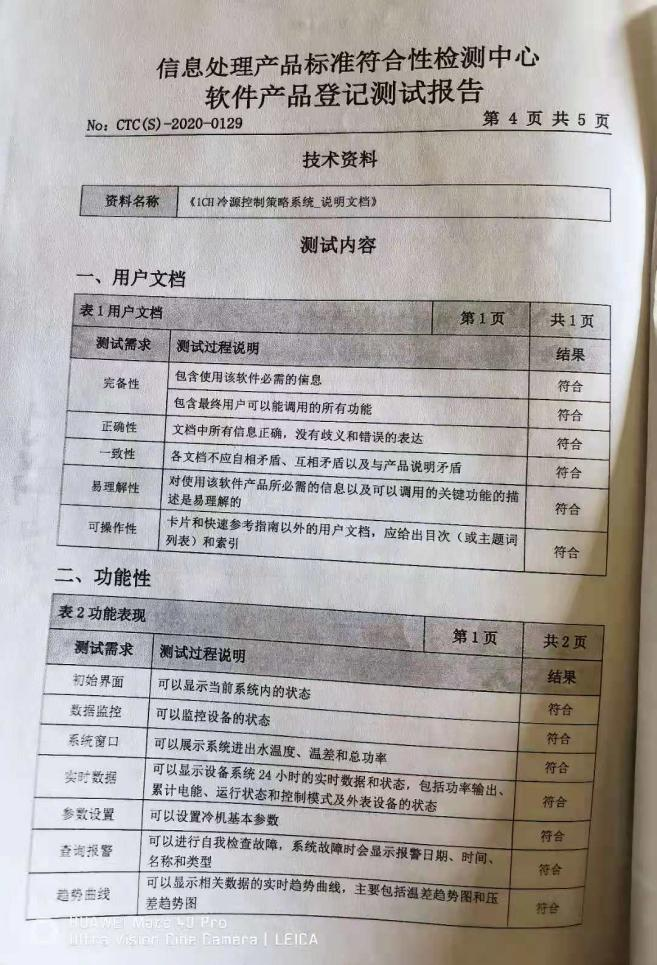 信息处理产品标准符合性检测中心
软件产品登记测试报告
No: CTC(S)-2020-0129 第 4 页 共 5 页
技术资料
资料名称 《1CH 冷源控制策略系统_说明文档》
测试内容
一、用户文档
表 1 用户文档 第 1 页 共 1 页
测试需求 测试过程说明 结果
完备性 包含使用该软件必需的信息 符合
包含最终用户可以能调用的所有功能 符合
正确性 文档中所有信息正确，没有歧义和错误的表达 符合
一致性 各文档不应自相矛盾、互相矛盾以及与产品说明矛盾 符合
易理解性 对使用该软件产品所必需的信息以及可以调用的关键功能的描
述是易理解的 符合
可操作性 卡片和快速参考指南以外的用户文档，应给出目次（或主题词
列表）和索引 符合
二、功能性
表 2 功能表现 第 1 页 共 2 页
测试需求 测试过程说明 结果
初始界面 可以显示当前系统内的状态 符合
数据监控 可以监控设备的状态 符合
系统窗口 可以展示系统进出水温度、温差和总功率 符合
实时数据 可以显示设备系统 24 小时的实时数据和状态，包括功率输出、
累计电能、运行状态和控制模式及外表设备的状态 符合
参数设置 可以设置冷机基本参数 符合
查询报警 可以进行自我检查故障，系统故障时会显示报警日期、时间、
名称和类型 符合
趋势曲线 可以显示相关数据的实时趋势曲线，主要包括温差趋势图和压
差趋势图 符合
HUAWEI Mate 40 Pro
Ultra Vision Cine Camera | LEICA